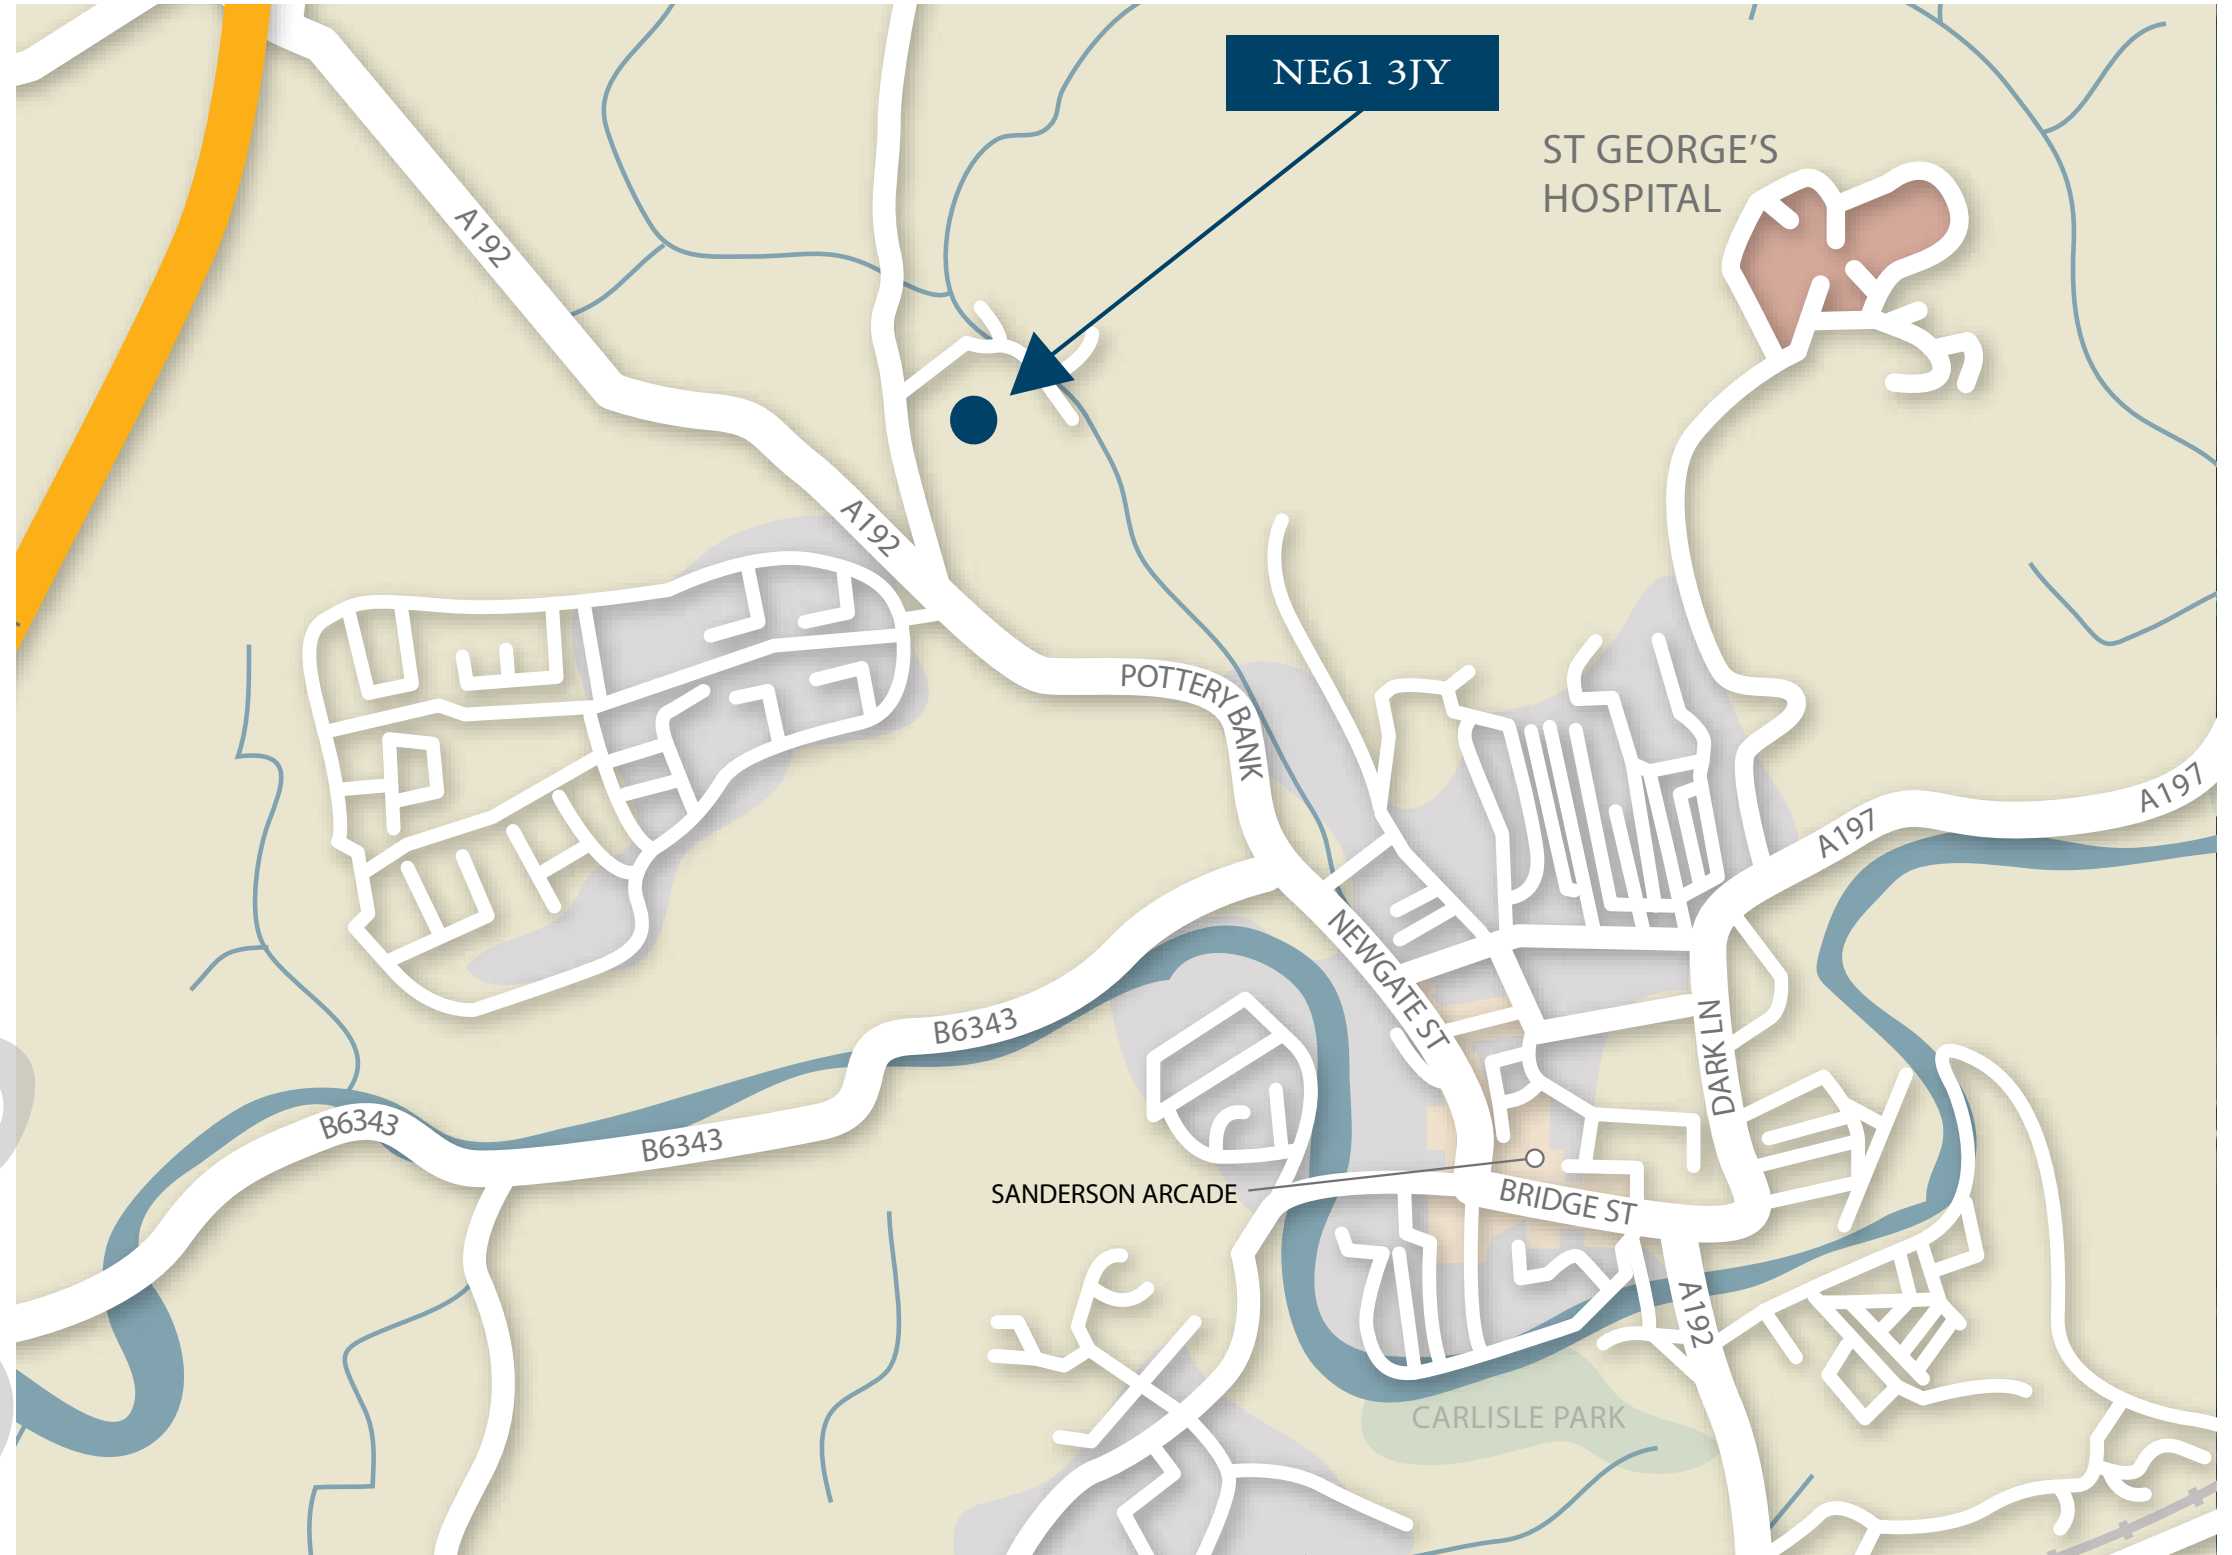 NE61 3JY
ST GEORGE'S
HOSPITAL
A192
A192
POTTERY BANK
A197
A197
NEWGATE ST
DARK LN
B6343
B6343
B6343
SANDERSON ARCADE
BRIDGE ST
A192
CARLISLE PARK